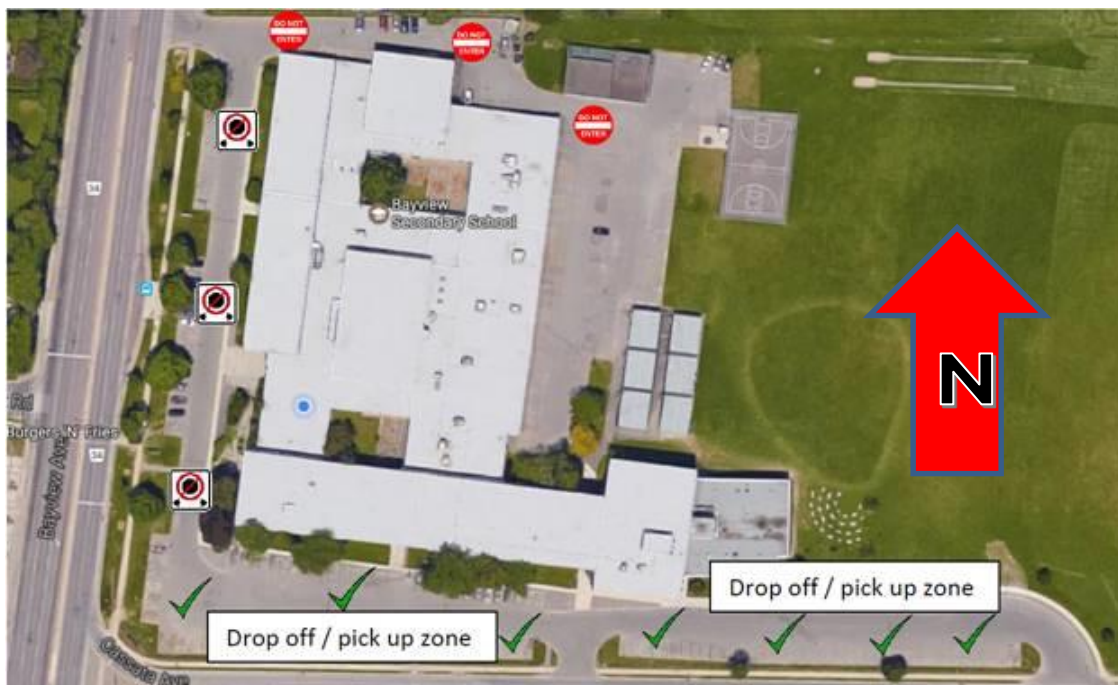 DO NOT
ENTER
DO NOT
ENTER
DO NOT
ENTER
34
Bayview
Secondary School
D
N
Rd
Burgers 'N' Fries
34
Bayview Ave
Drop off / pick up zone
Drop off / pick up zone
Cassata Ave